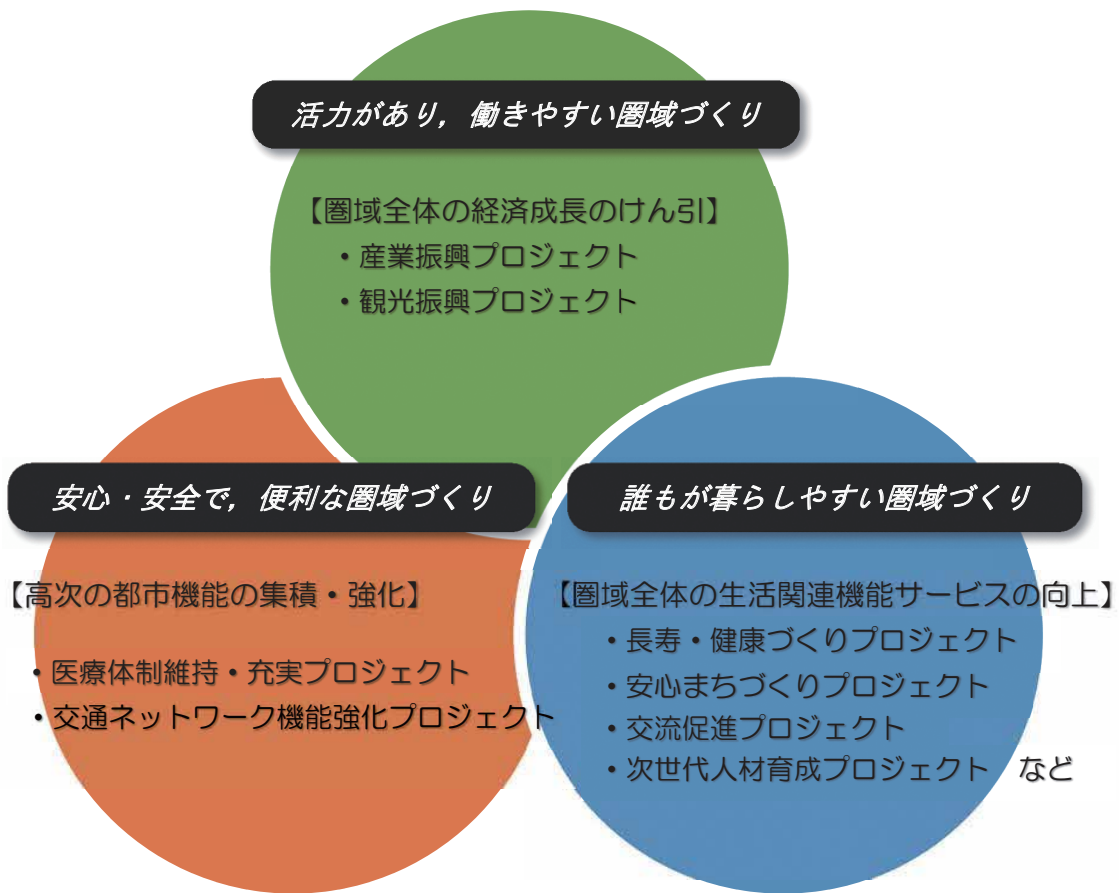 活力があり，働きやすい圏域づくり
【圏域全体の経済成長のけん引】
・産業振興プロジェクト
・観光振興プロジェクト
安心・安全で，便利な圏域づくり
【高次の都市機能の集積・強化】
・医療体制維持・充実プロジェクト
・交通ネットワーク機能強化プロジェクト
誰もが暮らしやすい圏域づくり
【圏域全体の生活関連機能サービスの向上】
・長寿・健康づくりプロジェクト
・安心まちづくりプロジェクト
・交流促進プロジェクト
・次世代人材育成プロジェクト　など